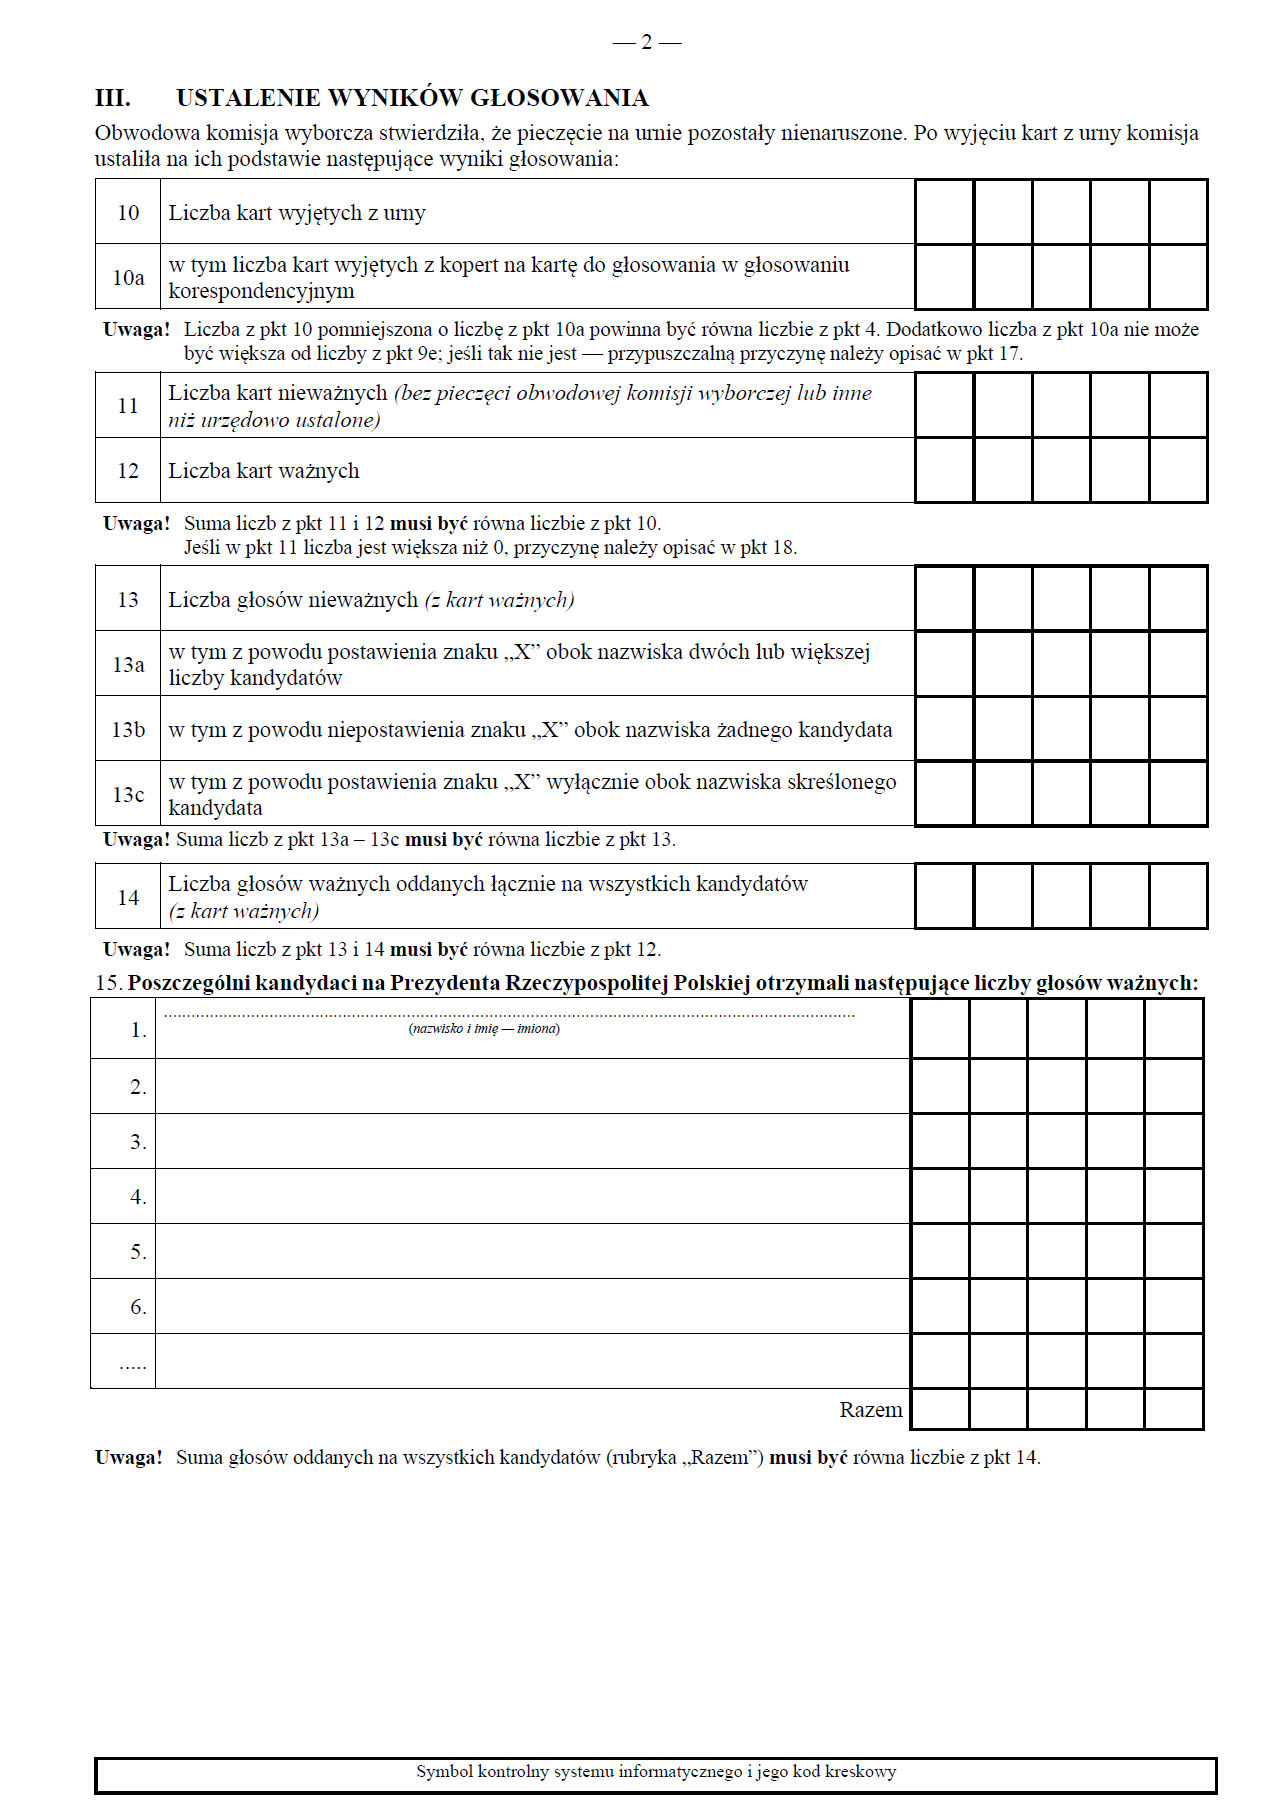 — 2 —
III. USTALENIE WYNIKÓW GŁOSOWANIA
Obwodowa komisja wyborcza stwierdziła, że pieczęcie na urnie pozostały nienaruszone. Po wyjęciu kart z urny komisja
ustaliła na ich podstawie następujące wyniki głosowania:
10 Liczba kart wyjętych z urny
10a w tym liczba kart wyjętych z kopert na kartę do głosowania w głosowaniu
korespondencyjnym
Uwaga! Liczba z pkt 10 pomniejszona o liczbę z pkt 10a powinna być równa liczbie z pkt 4. Dodatkowo liczba z pkt 10a nie może
być większa od liczby z pkt 9e; jeśli tak nie jest — przypuszczalną przyczynę należy opisać w pkt 17.
11 Liczba kart nieważnych (bez pieczęci obwodowej komisji wyborczej lub inne
niż urzędowo ustalone)
12 Liczba kart ważnych
Uwaga! Suma liczb z pkt 11 i 12 musi być równa liczbie z pkt 10.
Jeśli w pkt 11 liczba jest większa niż 0, przyczynę należy opisać w pkt 18.
13 Liczba głosów nieważnych (z kart ważnych)
13a w tym z powodu postawienia znaku „X” obok nazwiska dwóch lub większej
liczby kandydatów
13b w tym z powodu niepostawienia znaku „X” obok nazwiska żadnego kandydata
13c w tym z powodu postawienia znaku „X” wyłącznie obok nazwiska skreślonego
kandydata
Uwaga! Suma liczb z pkt 13a – 13c musi być równa liczbie z pkt 13.
14 Liczba głosów ważnych oddanych łącznie na wszystkich kandydatów
(z kart ważnych)
Uwaga! Suma liczb z pkt 13 i 14 musi być równa liczbie z pkt 12.
15. Poszczególni kandydaci na Prezydenta Rzeczypospolitej Polskiej otrzymali następujące liczby głosów ważnych:
1. ........................................................................................................................................................
(nazwisko i imię — imiona)
2.
3.
4.
5.
6.
.....
Razem
Uwaga! Suma głosów oddanych na wszystkich kandydatów (rubryka „Razem”) musi być równa liczbie z pkt 14.
Symbol kontrolny systemu informatycznego i jego kod kreskowy